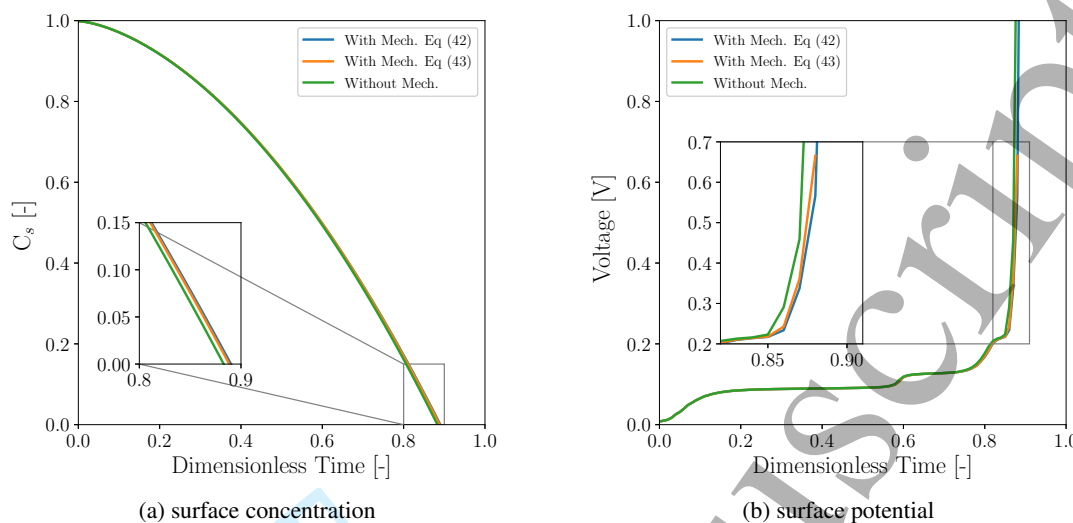 1.0
0.8
0.6
0.4
0.2
0.0
C_s [-]
0.0 0.2 0.4 0.6 0.8 1.0
Dimensionless Time [-]
With Mech. Eq (42)
With Mech. Eq (43)
Without Mech.
0.15
0.10
0.05
0.00
0.8 0.9
(a) surface concentration
1.0
0.8
0.6
0.4
0.2
0.0
Voltage [V]
0.0 0.2 0.4 0.6 0.8 1.0
Dimensionless Time [-]
With Mech. Eq (42)
With Mech. Eq (43)
Without Mech.
0.7
0.6
0.5
0.4
0.3
0.2
0.85 0.90
(b) surface potential
uscrip